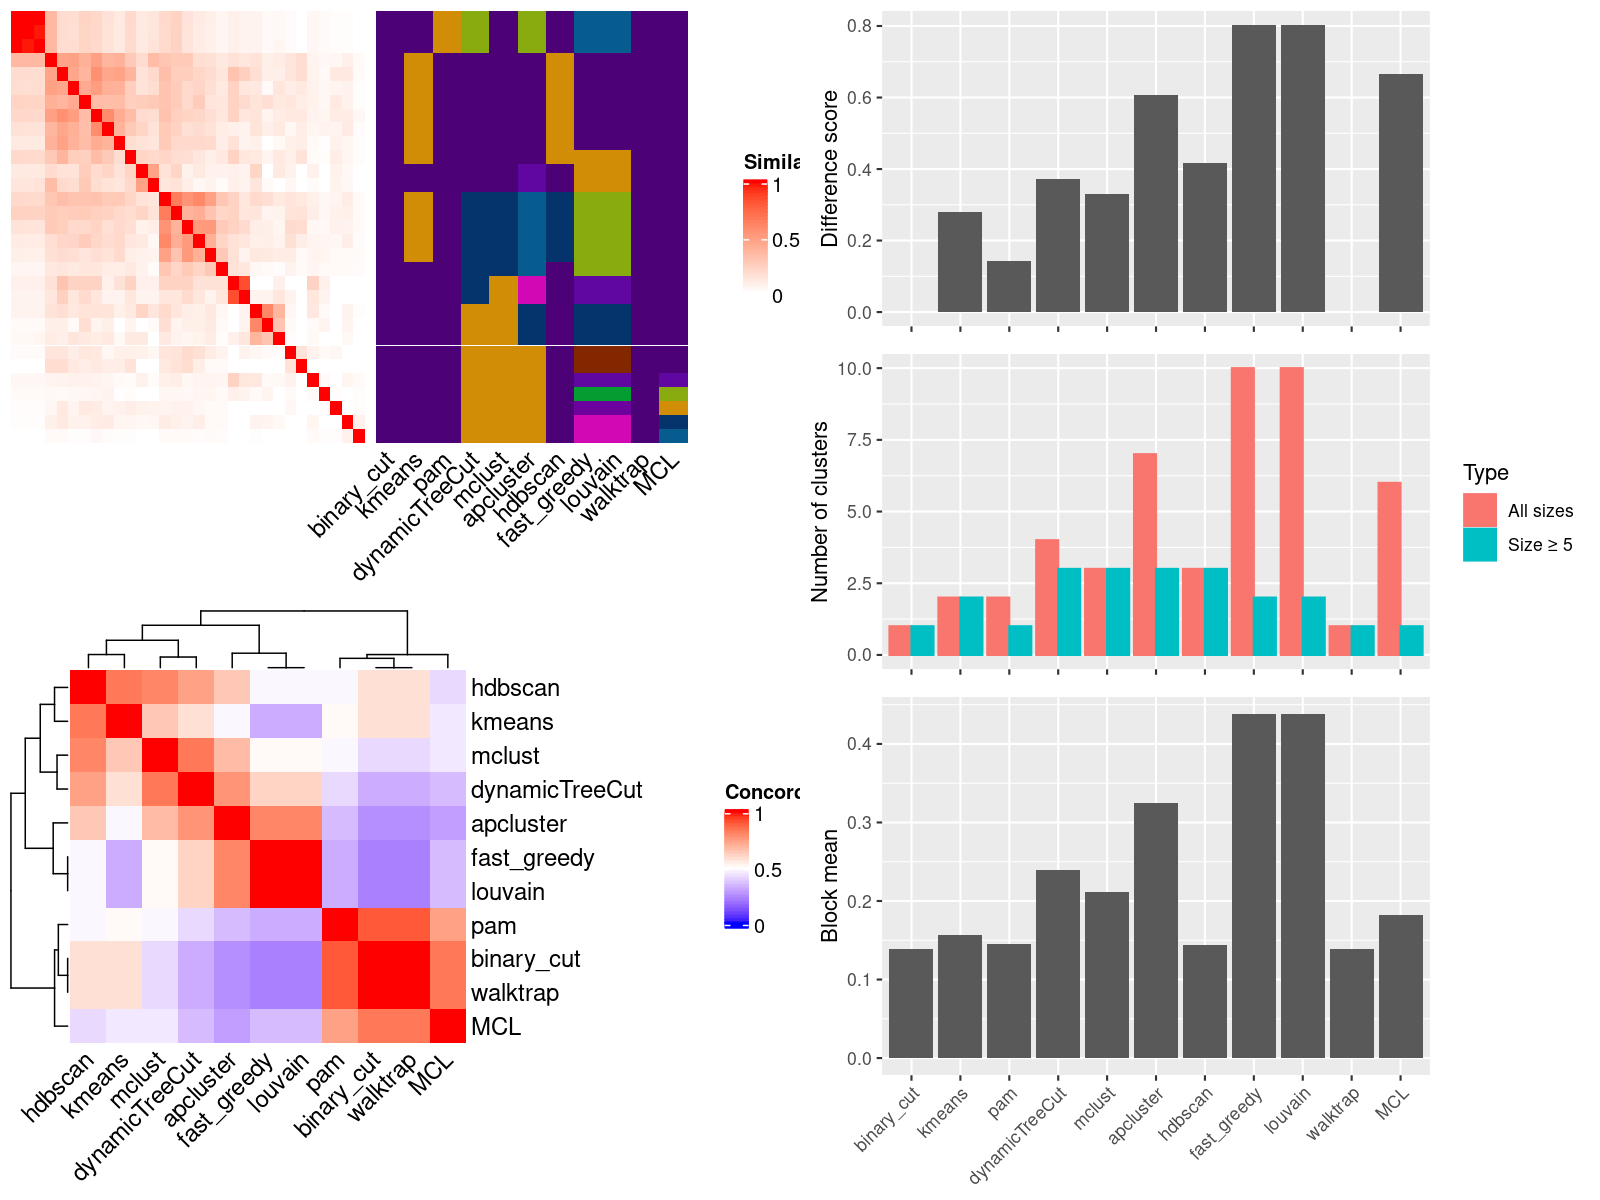 Simila
1
0.5
0
binary_cut
kmeans
pam
dynamicTreeCut
mclust
apcluster
hdbscan
fast_greedy
louvain
walktrap
MCL
hdbscan
kmeans
mclust
dynamicTreeCut
apcluster
fast_greedy
louvain
pam
binary_cut
walktrap
MCL
hdbscan
kmeans
mclust
dynamicTreeCut
apcluster
fast_greedy
louvain
pam
binary_cut
walktrap
MCL
Concord
1
0.5
0
Difference score
0.8
0.6
0.4
0.2
0.0
Number of clusters
10.0
7.5
5.0
2.5
0.0
Type
All sizes
Size ≥ 5
Block mean
0.4
0.3
0.2
0.1
0.0
binary_cut
kmeans
pam
dynamicTreeCut
mclust
apcluster
hdbscan
fast_greedy
louvain
walktrap
MCL